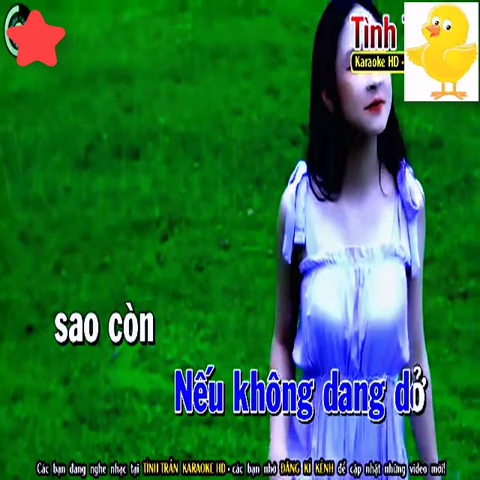 Tình
Karaoke HD -
sao còn
Nếu không dang dở
Các bạn đang nghe nhạc tại TÌNH TRẦN KARAOKE HD - các bạn nhớ ĐĂNG KÍ KÊNH để cập nhật những video mới!